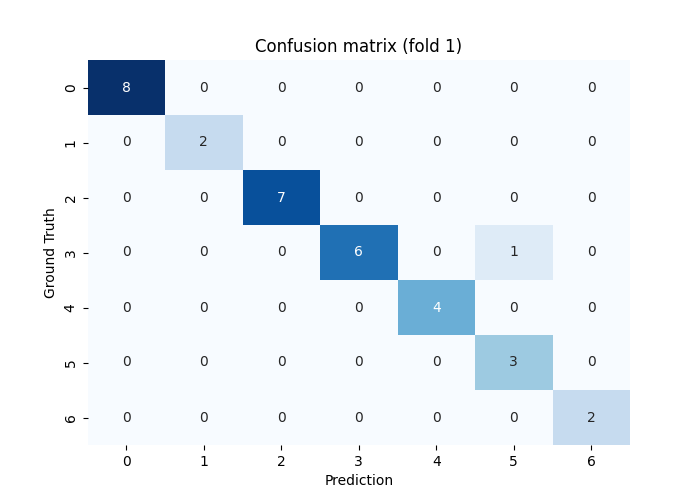 Confusion matrix (fold 1)
Ground Truth
0 8 0 0 0 0 0 0
1 0 2 0 0 0 0 0
2 0 0 7 0 0 0 0
3 0 0 0 6 0 1 0
4 0 0 0 0 4 0 0
5 0 0 0 0 0 3 0
6 0 0 0 0 0 0 2
0 1 2 3 4 5 6
Prediction